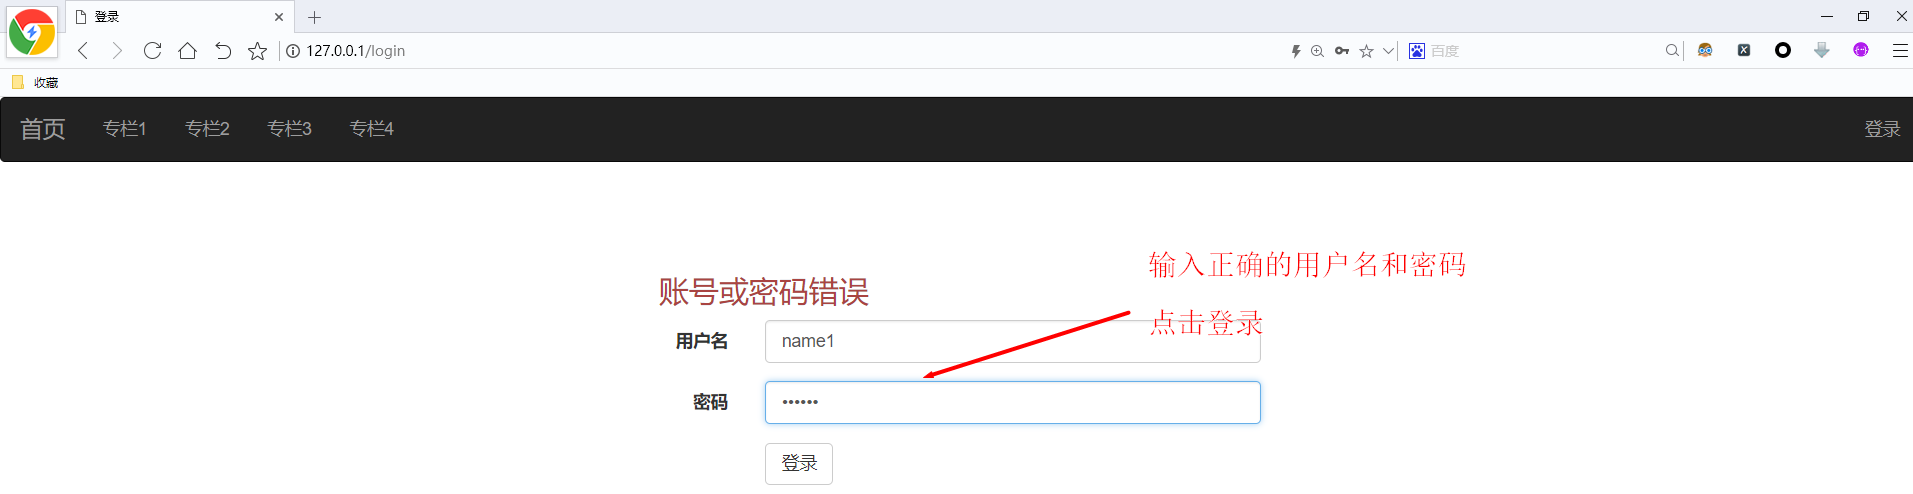 登录
127.0.0.1/login
百度
收藏
首页 专栏1 专栏2 专栏3 专栏4 登录
输入正确的用户名和密码
账号或密码错误
点击登录
用户名 name1
密码 ••••••
登录